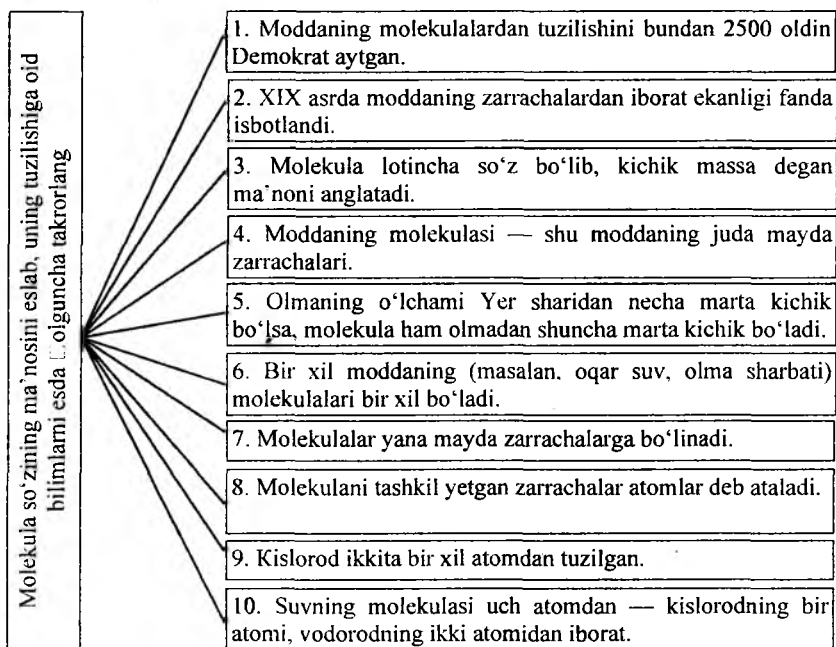 Molekula so‘zining ma’nosini eslab, uning tuzilishiga oid
bilimlarni esda olguncha takrorlang
1. Moddaning molekulalardan tuzilishini bundan 2500 oldin
Demokrat aytgan.
2. XIX asrda moddaning zarrachalardan iborat ekanligi fanda
isbotlandi.
3. Molekula lotincha so‘z bo‘lib, kichik massa degan
ma’noni anglatadi.
4. Moddaning molekulasi — shu moddaning juda mayda
zarrachalari.
5. Olmaning o‘lchami Yer sharidan necha marta kichik
bo‘lsa, molekula ham olmadan shuncha marta kichik bo‘ladi.
6. Bir xil moddaning (masalan, oqar suv, olma sharbati)
molekulalari bir xil bo‘ladi.
7. Molekulalar yana mayda zarrachalarga bo‘linadi.
8. Molekulani tashkil yetgan zarrachalar atomlar deb ataladi.
9. Kislorod ikkita bir xil atomdan tuzilgan.
10. Suvning molekulasi uch atomdan — kislorodning bir
atomi, vodorodning ikki atomidan iborat.